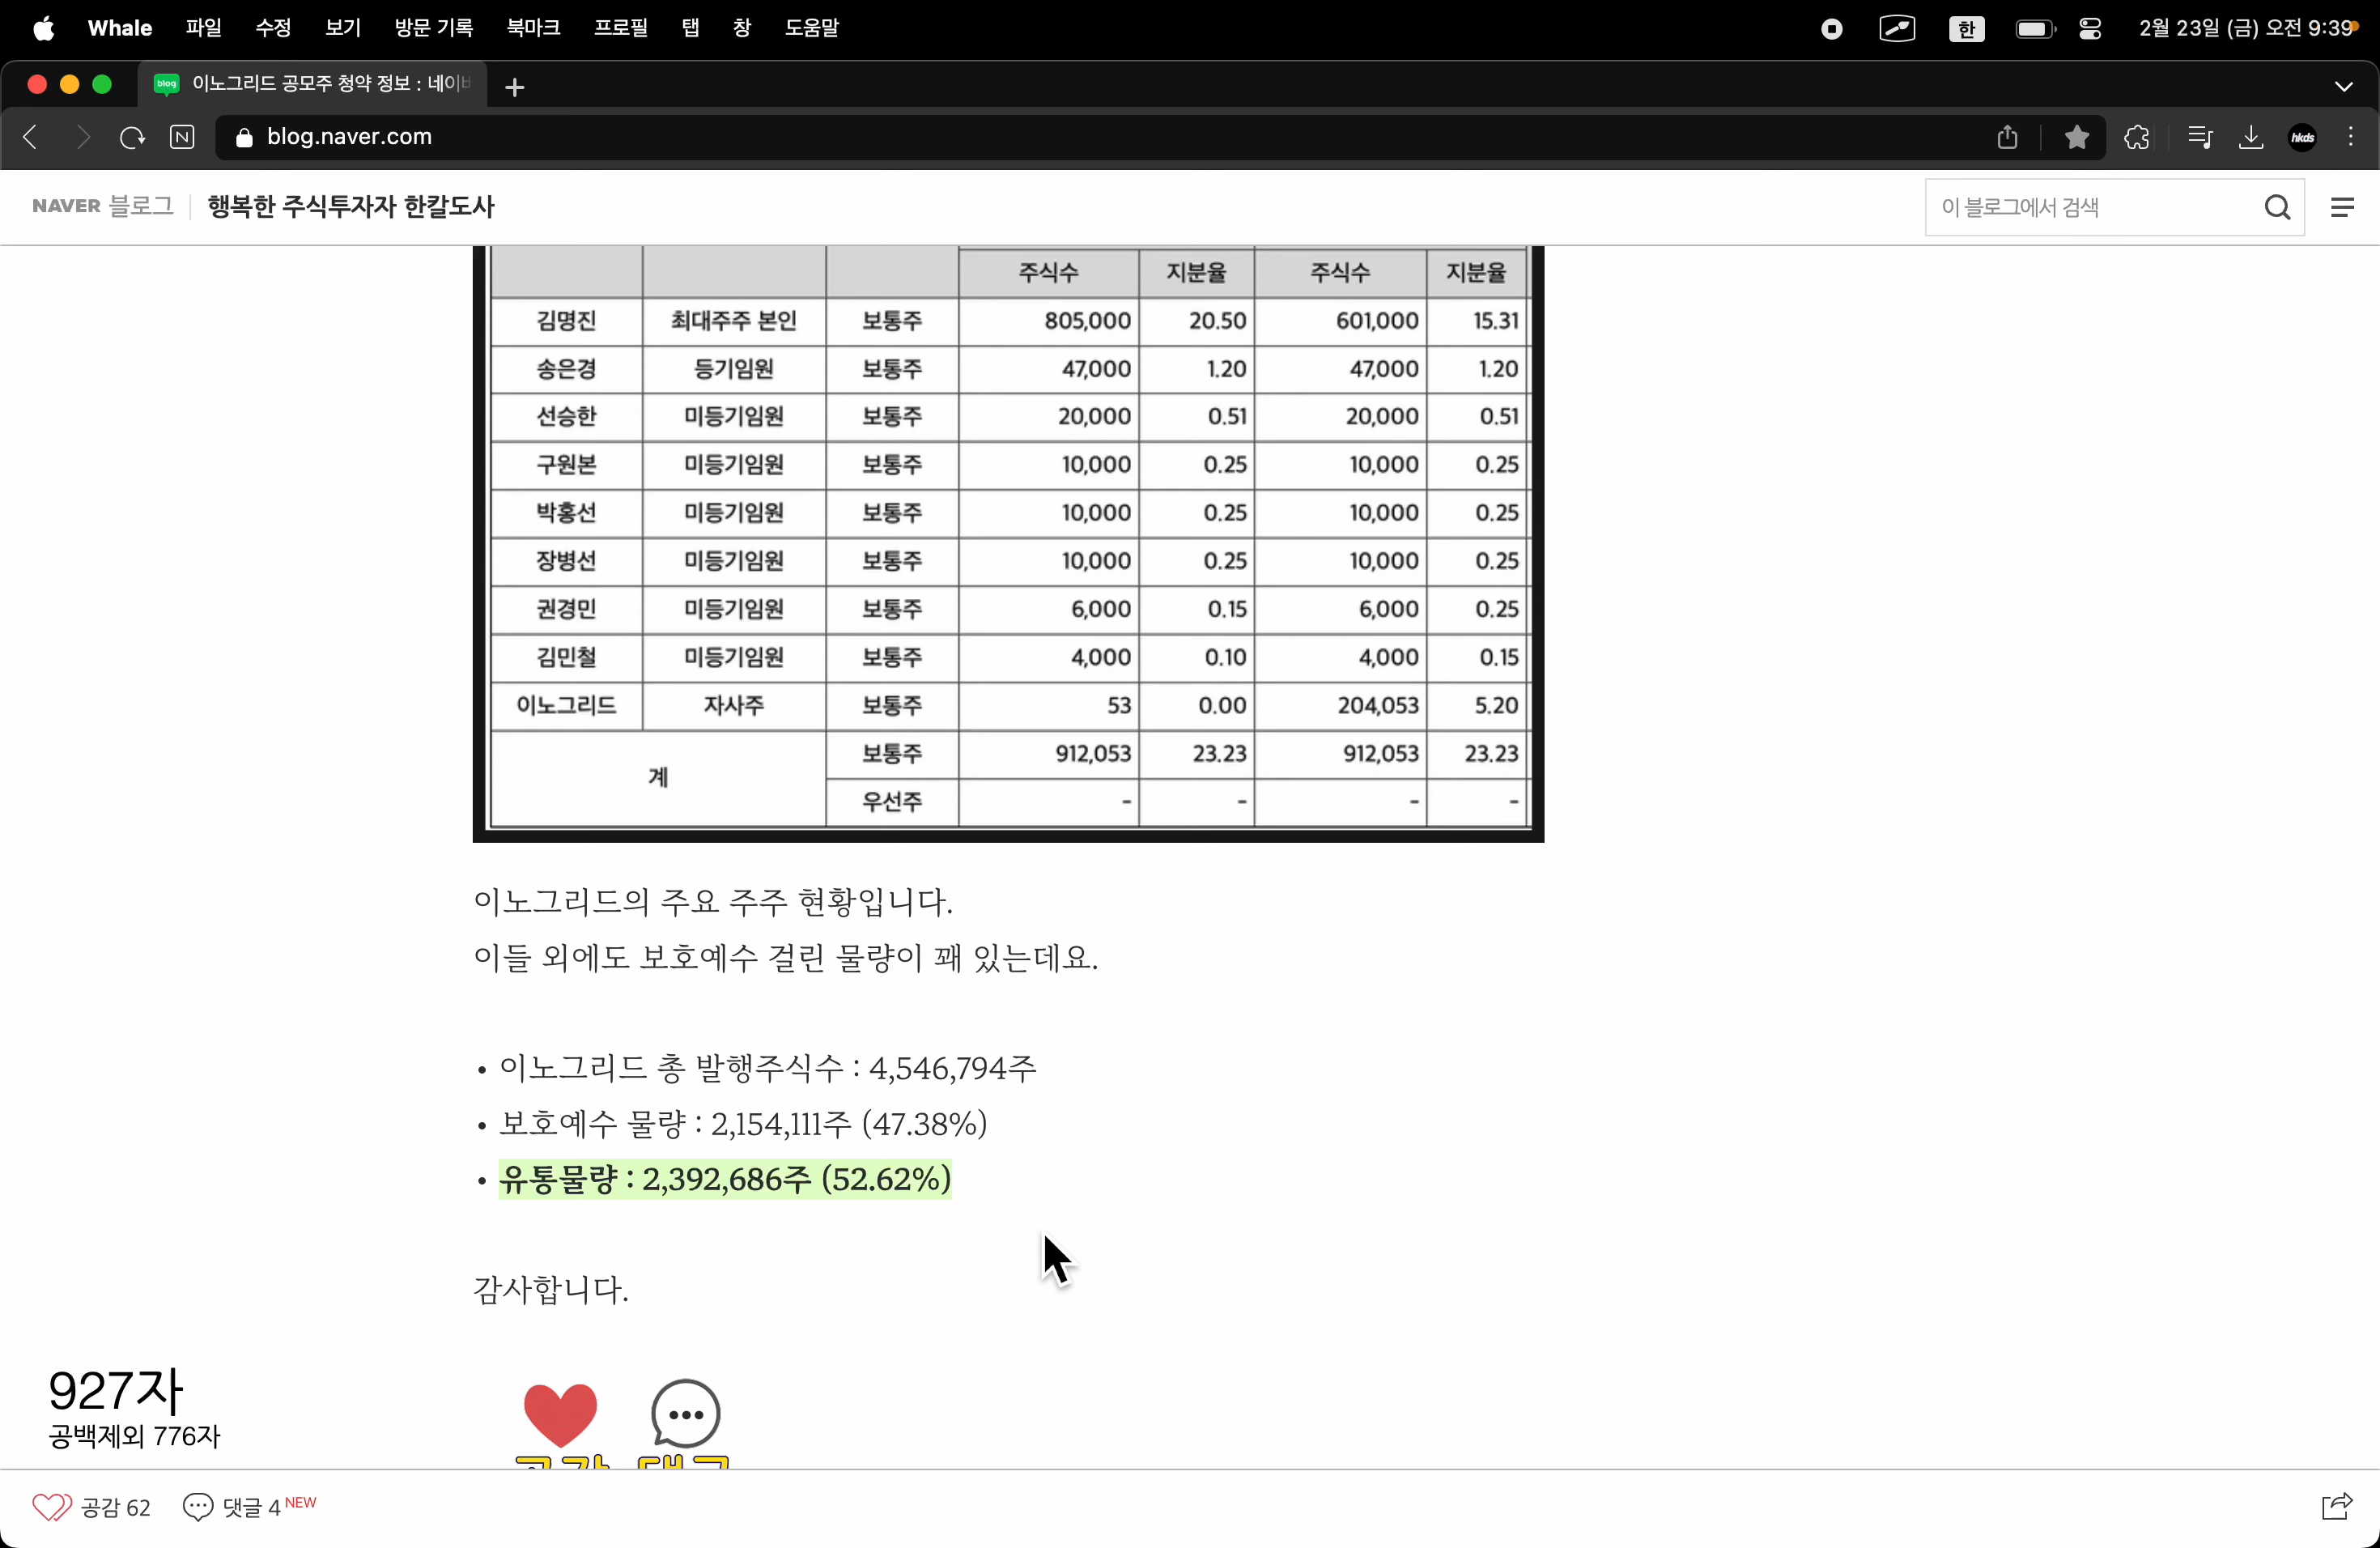 Whale 파일 수정 보기 방문 기록 북마크 프로필 탭 창 도움말 한 2월 23일 (금) 오전 9:39
blog 이노그리드 공모주 청약 정보 : 네이
N blog.naver.com hkds
NAVER 블로그 행복한 주식투자자 한칼도사 이 블로그에서 검색
주식수 지분율 주식수 지분율
김명진 최대주주 본인 보통주 805,000 20.50 601,000 15.31
송은경 등기임원 보통주 47,000 1.20 47,000 1.20
선승한 미등기임원 보통주 20,000 0.51 20,000 0.51
구원본 미등기임원 보통주 10,000 0.25 10,000 0.25
박홍선 미등기임원 보통주 10,000 0.25 10,000 0.25
장병선 미등기임원 보통주 10,000 0.25 10,000 0.25
권경민 미등기임원 보통주 6,000 0.15 6,000 0.25
김민철 미등기임원 보통주 4,000 0.10 4,000 0.15
이노그리드 자사주 보통주 53 0.00 204,053 5.20
계 보통주 912,053 23.23 912,053 23.23
우선주 - - - -
이노그리드의 주요 주주 현황입니다.
이들 외에도 보호예수 걸린 물량이 꽤 있는데요.
• 이노그리드 총 발행주식수 : 4,546,794주
• 보호예수 물량 : 2,154,111주 (47.38%)
• 유통물량 : 2,392,686주 (52.62%)
감사합니다.
927자
공백제외 776자
공감 62 댓글 4 NEW